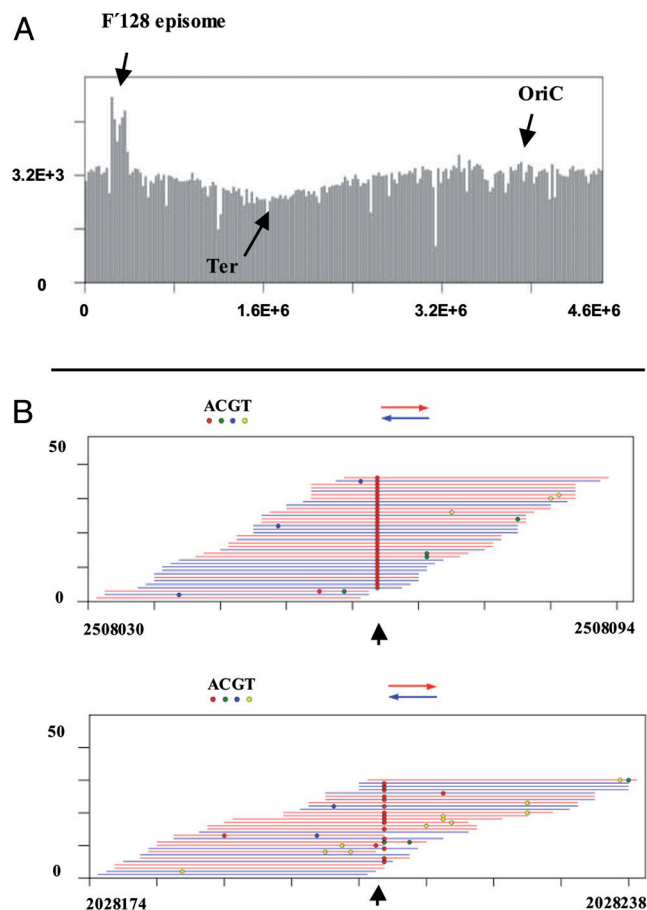 A
F´128 episome
OriC
3.2E+3
Ter
0
0 1.6E+6 3.2E+6 4.6E+6
B
ACGT
50
0
2508030 2508094
ACGT
50
0
2028174 2028238